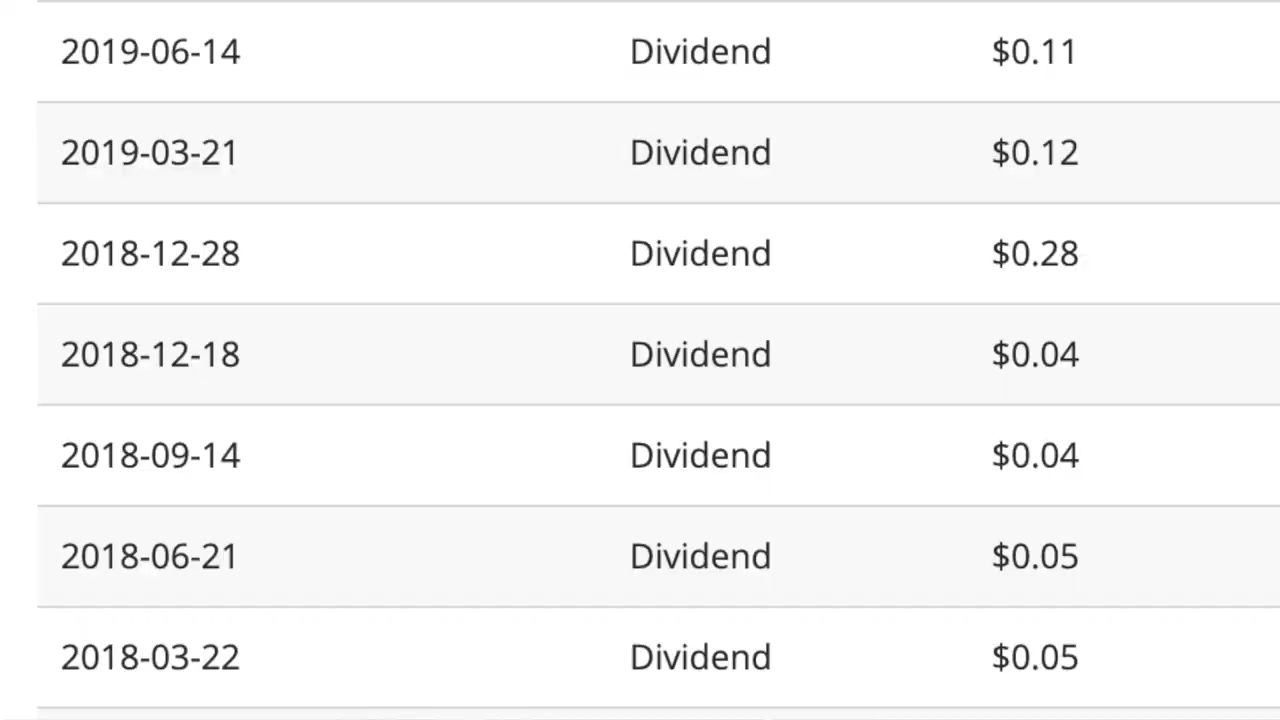 2019-06-14 Dividend $0.11
2019-03-21 Dividend $0.12
2018-12-28 Dividend $0.28
2018-12-18 Dividend $0.04
2018-09-14 Dividend $0.04
2018-06-21 Dividend $0.05
2018-03-22 Dividend $0.05